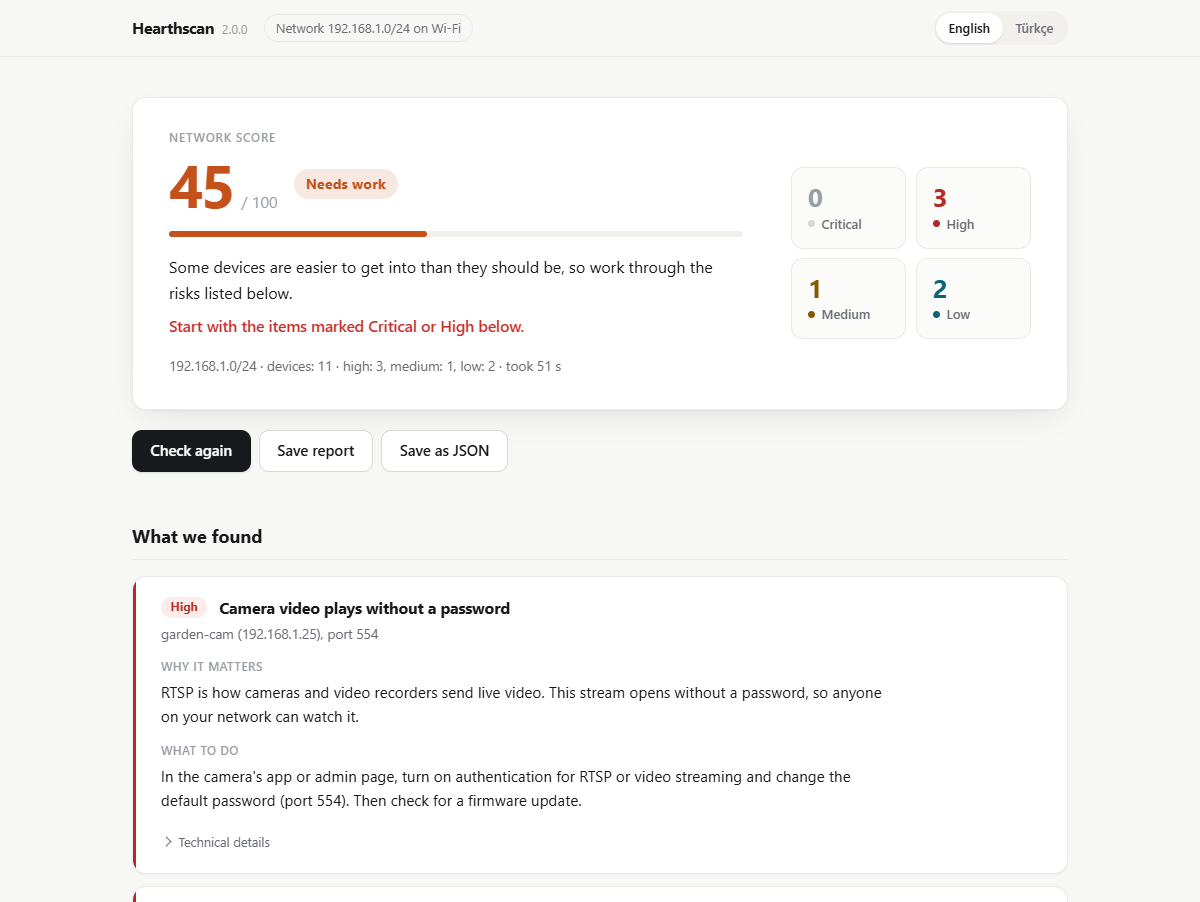 Hearthscan 2.0.0 Network 192.168.1.0/24 on Wi-Fi English Türkçe
NETWORK SCORE
45 / 100 Needs work
Some devices are easier to get into than they should be, so work through the
risks listed below.
Start with the items marked Critical or High below.
192.168.1.0/24 · devices: 11 · high: 3, medium: 1, low: 2 · took 51 s
0
Critical
3
High
1
Medium
2
Low
Check again Save report Save as JSON
What we found
High Camera video plays without a password
garden-cam (192.168.1.25), port 554
WHY IT MATTERS
RTSP is how cameras and video recorders send live video. This stream opens without a password, so anyone
on your network can watch it.
WHAT TO DO
In the camera's app or admin page, turn on authentication for RTSP or video streaming and change the
default password (port 554). Then check for a firmware update.
Technical details